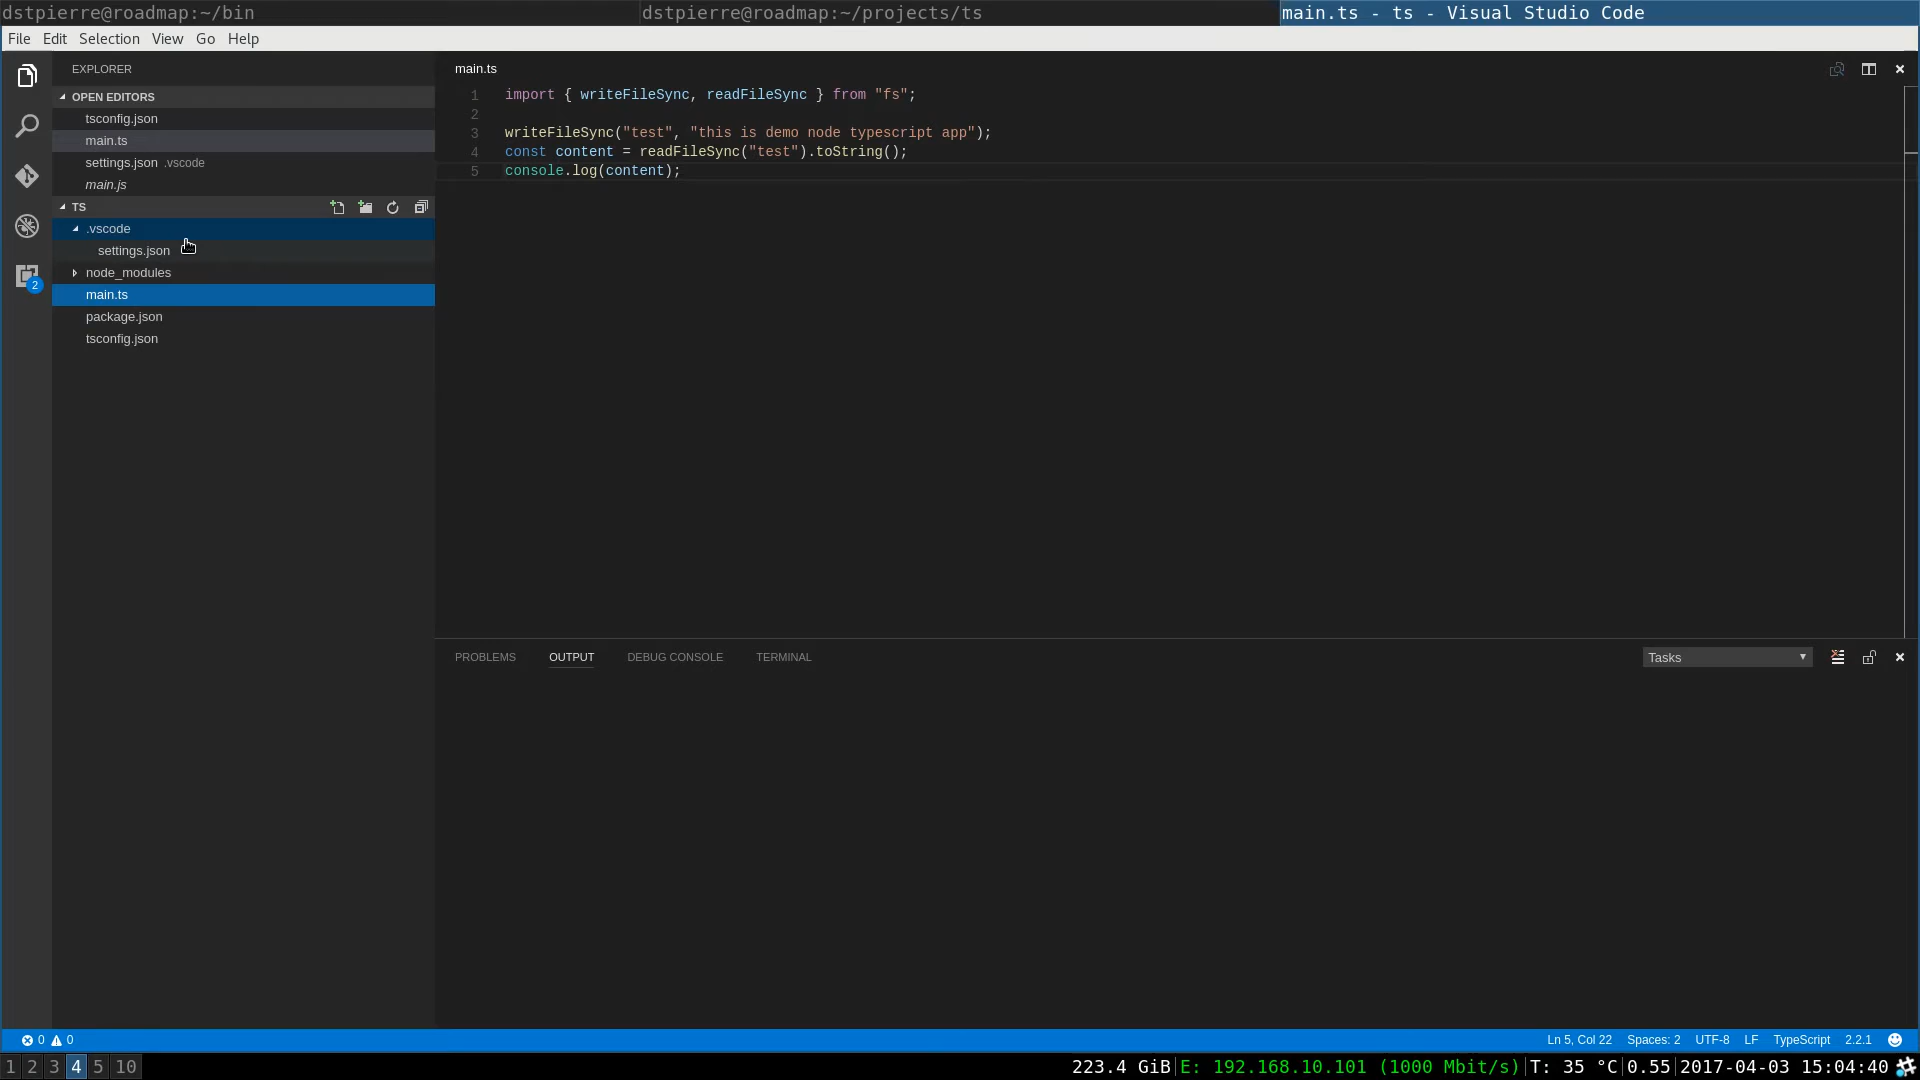 dstpierre@roadmap:~/bin dstpierre@roadmap:~/projects/ts main.ts - ts - Visual Studio Code
File Edit Selection View Go Help
EXPLORER
OPEN EDITORS
tsconfig.json
main.ts
settings.json .vscode
main.js
TS
.vscode
settings.json
node_modules
main.ts
package.json
tsconfig.json
2
main.ts
1 import { writeFileSync, readFileSync } from "fs";
2
3 writeFileSync("test", "this is demo node typescript app");
4 const content = readFileSync("test").toString();
5 console.log(content);
PROBLEMS OUTPUT DEBUG CONSOLE TERMINAL Tasks
0 0 Ln 5, Col 22 Spaces: 2 UTF-8 LF TypeScript 2.2.1
1 2 3 4 5 10 223.4 GiB|E: 192.168.10.101 (1000 Mbit/s)|T: 35 °C|0.55|2017-04-03 15:04:40